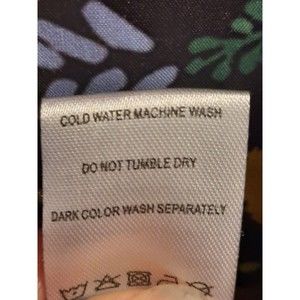 COLD WATER MACHINE WASH
DO NOT TUMBLE DRY
DARK COLOR WASH SEPARATELY